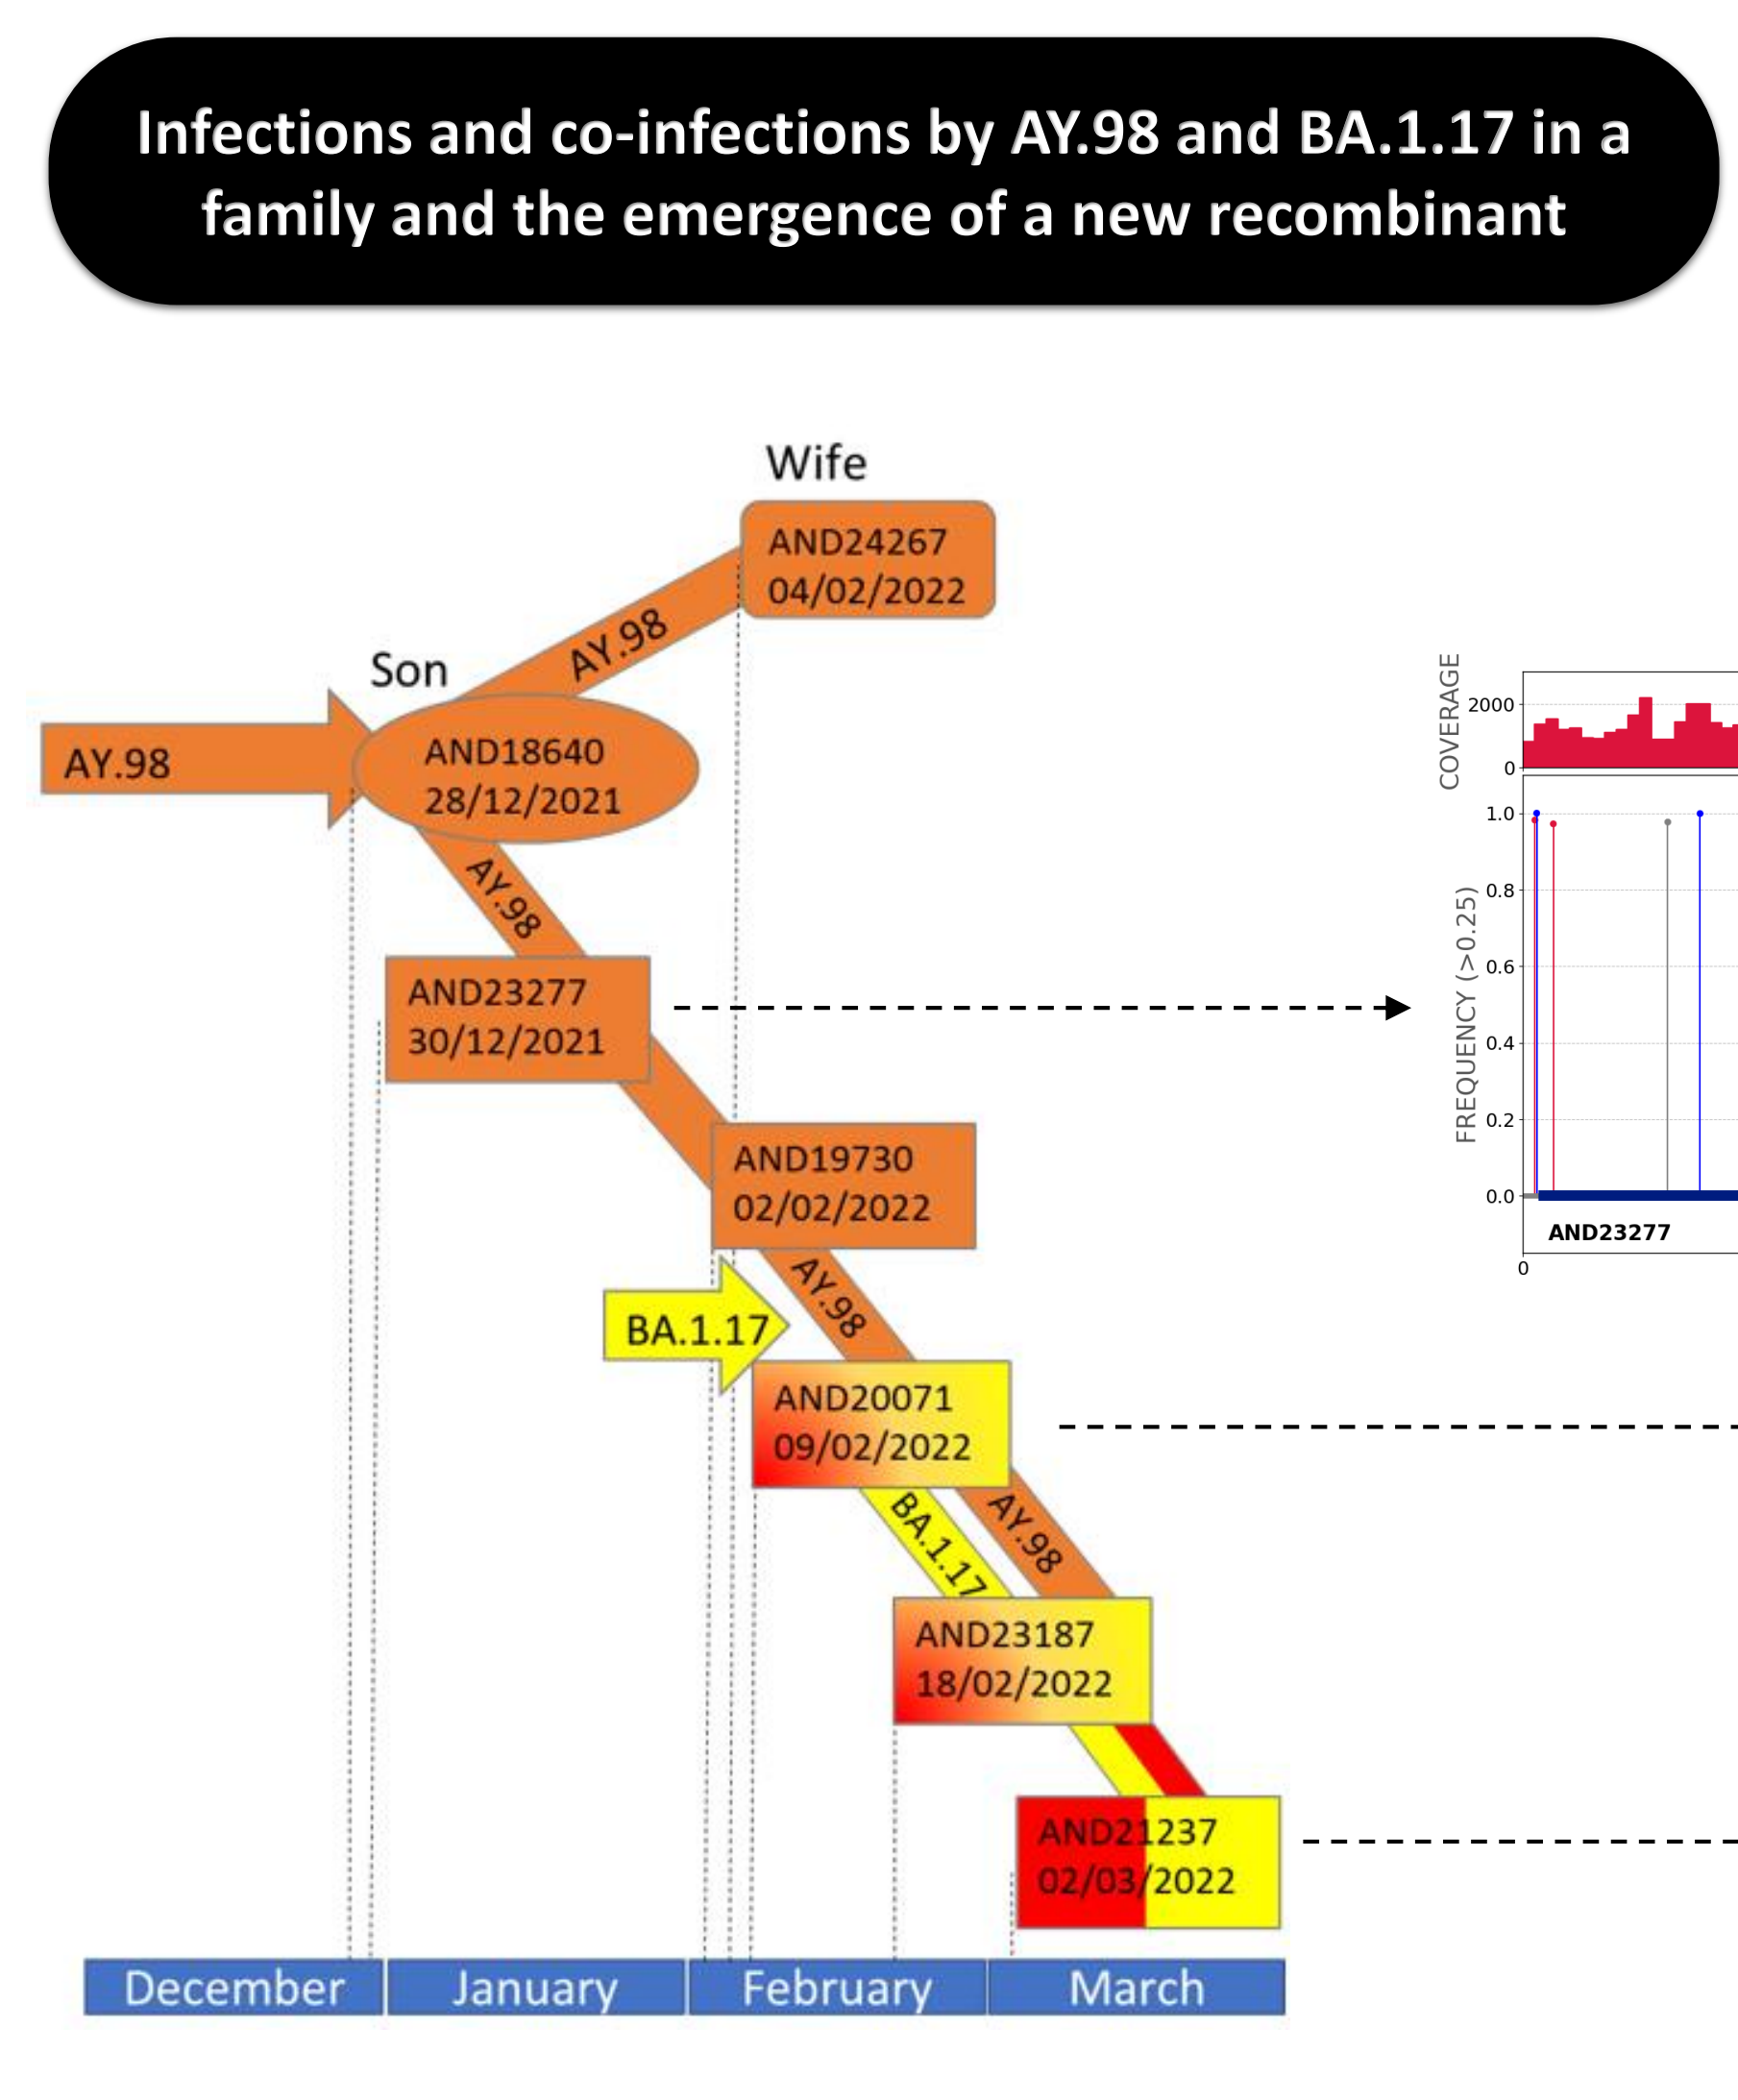 Infections and co-infections by AY.98 and BA.1.17 in a
family and the emergence of a new recombinant
Wife
AND24267
04/02/2022
AY.98
Son
AY.98
AND18640
28/12/2021
AY.98
AND23277
30/12/2021
AND19730
02/02/2022
AY.98
BA.1.17
AND20071
09/02/2022
BA.1.17
AY.98
AND23187
18/02/2022
AND21237
02/03/2022
December
January
February
March
COVERAGE
2000
0
FREQUENCY (>0.25)
1.0
0.8
0.6
0.4
0.2
0.0
AND23277
0